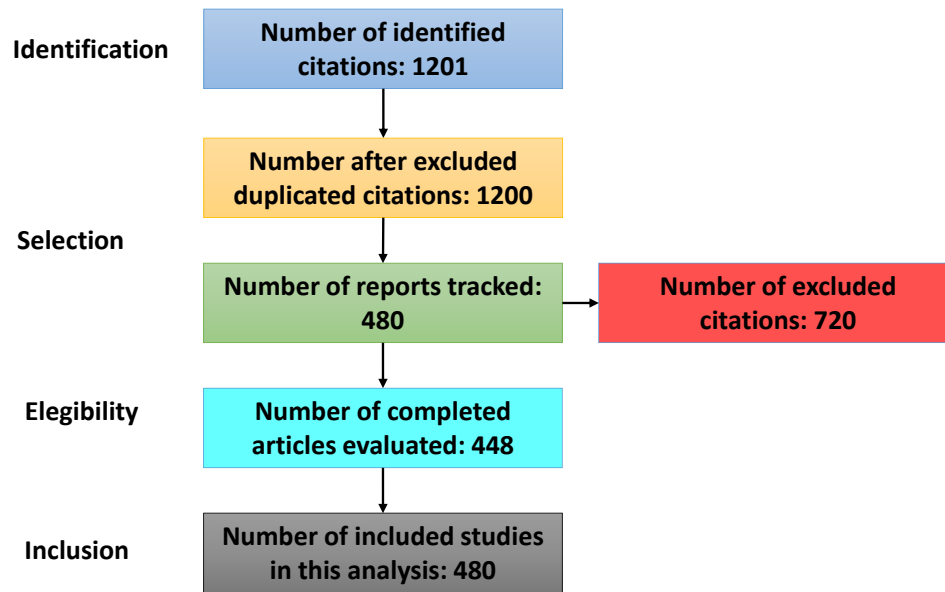 Identification
Number of identified
citations: 1201
Number after excluded
duplicated citations: 1200
Selection
Number of reports tracked:
480
Number of excluded
citations: 720
Elegibility
Number of completed
articles evaluated: 448
Inclusion
Number of included studies
in this analysis: 480